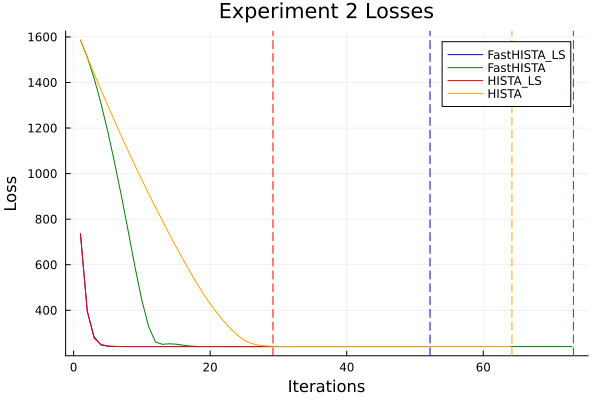 Experiment 2 Losses
FastHISTA_LS
FastHISTA
HISTA_LS
HISTA
Loss
1600
1400
1200
1000
800
600
400
0 20 40 60
Iterations